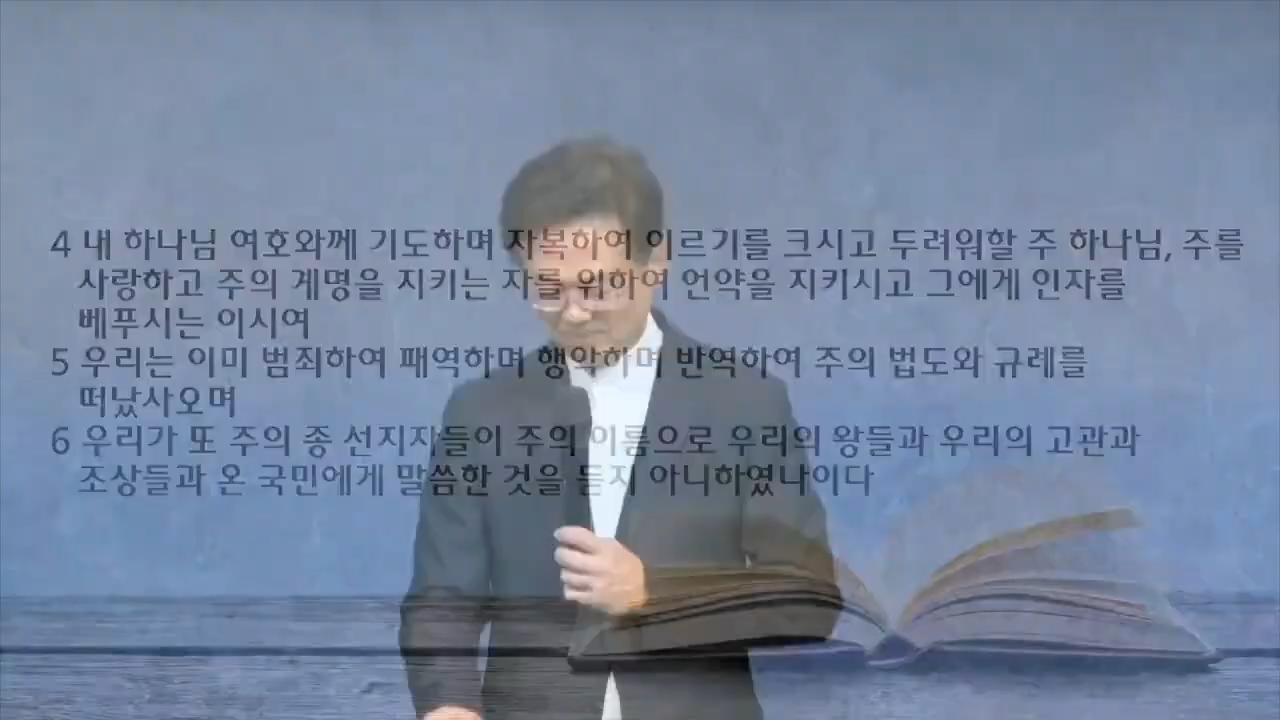 4 내 하나님 여호와께 기도하며 자복하여 이르기를 크시고 두려워할 주 하나님, 주를
사랑하고 주의 계명을 지키는 자를 위하여 언약을 지키시고 그에게 인자를
베푸시는 이시여
5 우리는 이미 범죄하여 패역하며 행악하며 반역하여 주의 법도와 규례를
떠났사오며
6 우리가 또 주의 종 선지자들이 주의 이름으로 우리의 왕들과 우리의 고관과
조상들과 온 국민에게 말씀한 것을 듣지 아니하였나이다